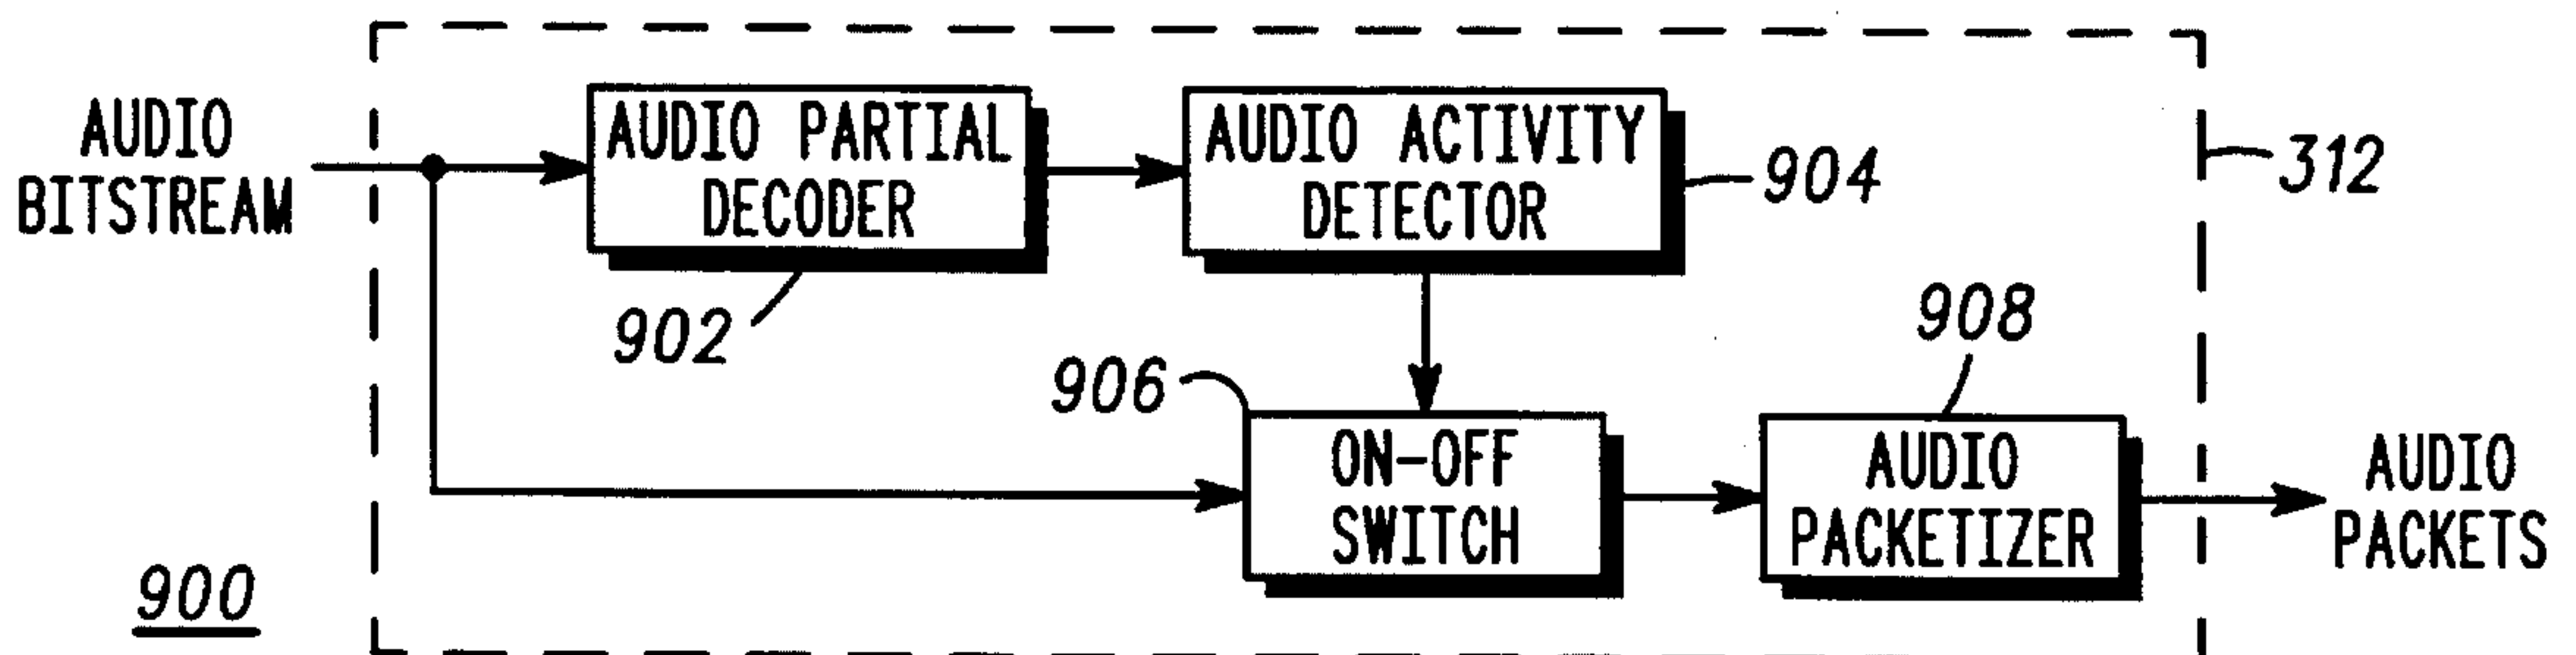 AUDIO
BITSTREAM
AUDIO PARTIAL
DECODER
902
AUDIO ACTIVITY
DETECTOR
904
312
906
ON-OFF
SWITCH
908
AUDIO
PACKETIZER
AUDIO
PACKETS
900